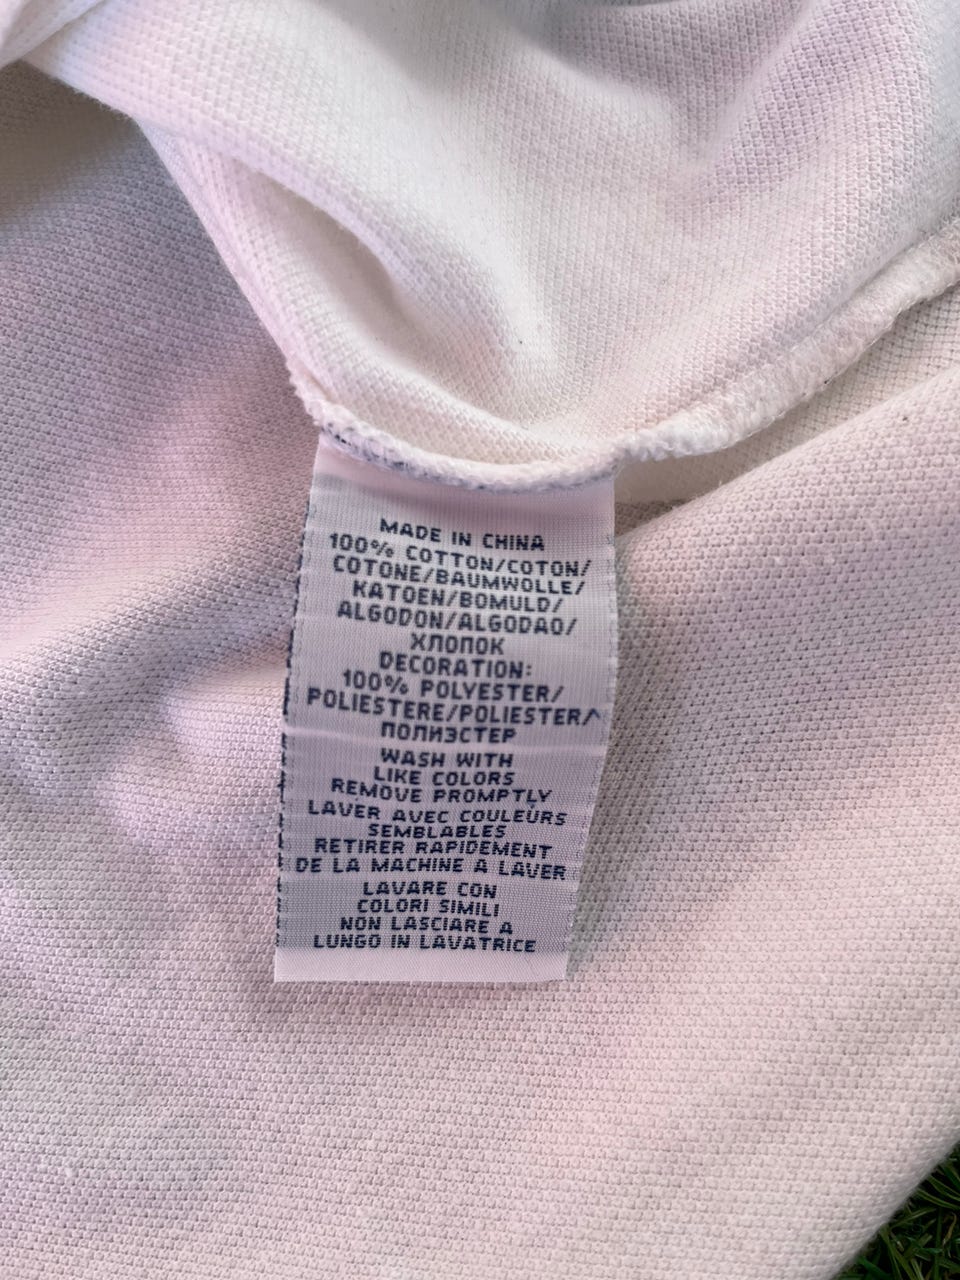 MADE IN CHINA
100% COTTON/COTON/
COTONE/BAUMWOLLE/
KATOEN/BOMULD/
ALGODON/ALGODAO/
ХЛОПОК
DECORATION:
100% POLYESTER/
POLIESTERE/POLIESTER/
ПОЛИЭСТЕР
WASH WITH
LIKE COLORS
REMOVE PROMPTLY
LAVER AVEC COULEURS
SEMBLABLES
RETIRER RAPIDEMENT
DE LA MACHINE A LAVER
LAVARE CON
COLORI SIMILI
NON LASCIARE A
LUNGO IN LAVATRICE